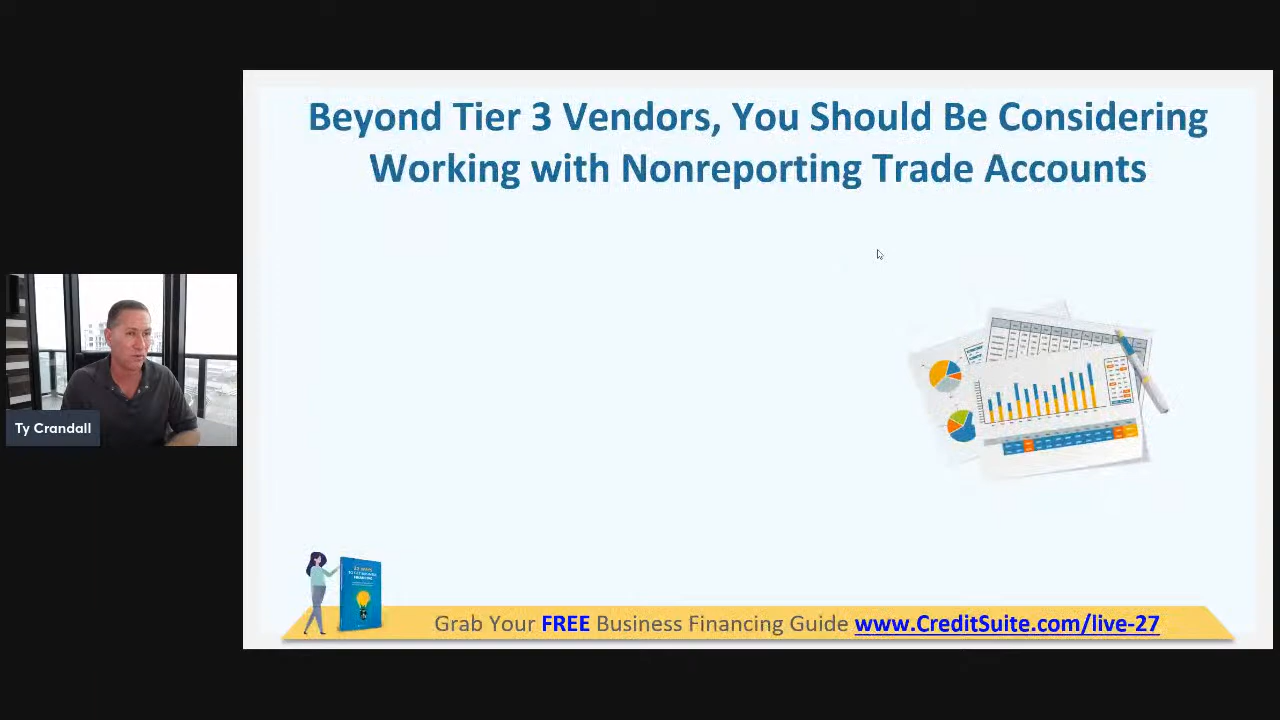 Beyond Tier 3 Vendors, You Should Be Considering
Working with Nonreporting Trade Accounts
Ty Crandall
Grab Your FREE Business Financing Guide www.CreditSuite.com/live-27